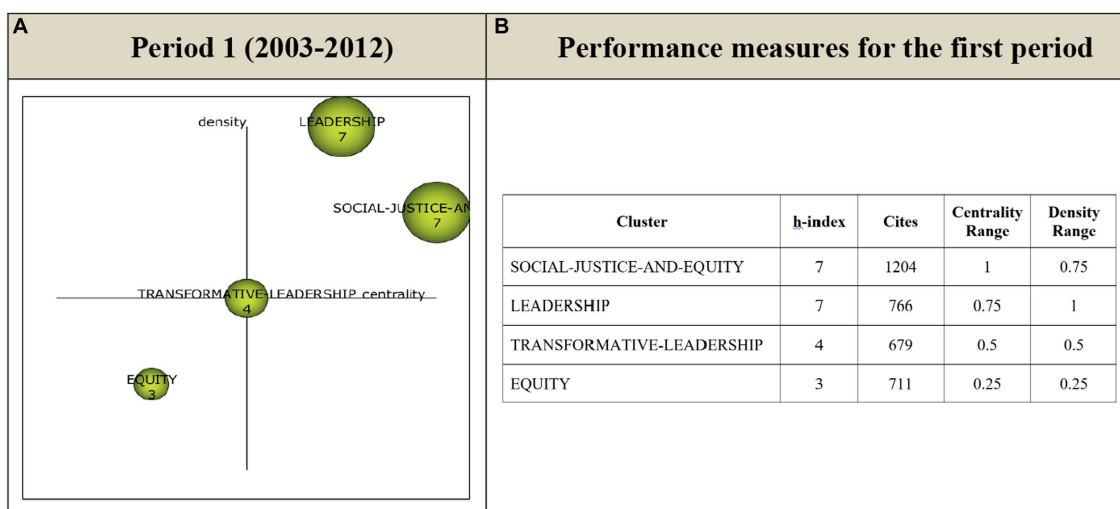 A
Period 1 (2003-2012)
density
LEADERSHIP
7
SOCIAL-JUSTICE-AN
7
TRANSFORMATIVE-LEADERSHIP centrality
4
EQUITY
3
B
Performance measures for the first period
Cluster h-index Cites Centrality Range Density Range
SOCIAL-JUSTICE-AND-EQUITY 7 1204 1 0.75
LEADERSHIP 7 766 0.75 1
TRANSFORMATIVE-LEADERSHIP 4 679 0.5 0.5
EQUITY 3 711 0.25 0.25